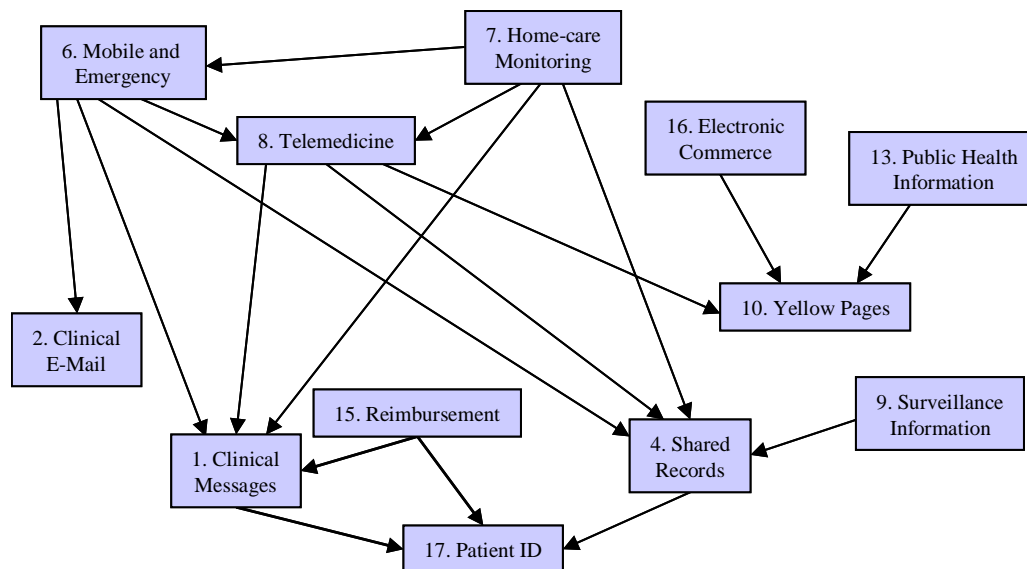 6. Mobile and
Emergency
7. Home-care
Monitoring
8. Telemedicine
16. Electronic
Commerce
13. Public Health
Information
10. Yellow Pages
2. Clinical
E-Mail
15. Reimbursement
9. Surveillance
Information
1. Clinical
Messages
4. Shared
Records
17. Patient ID